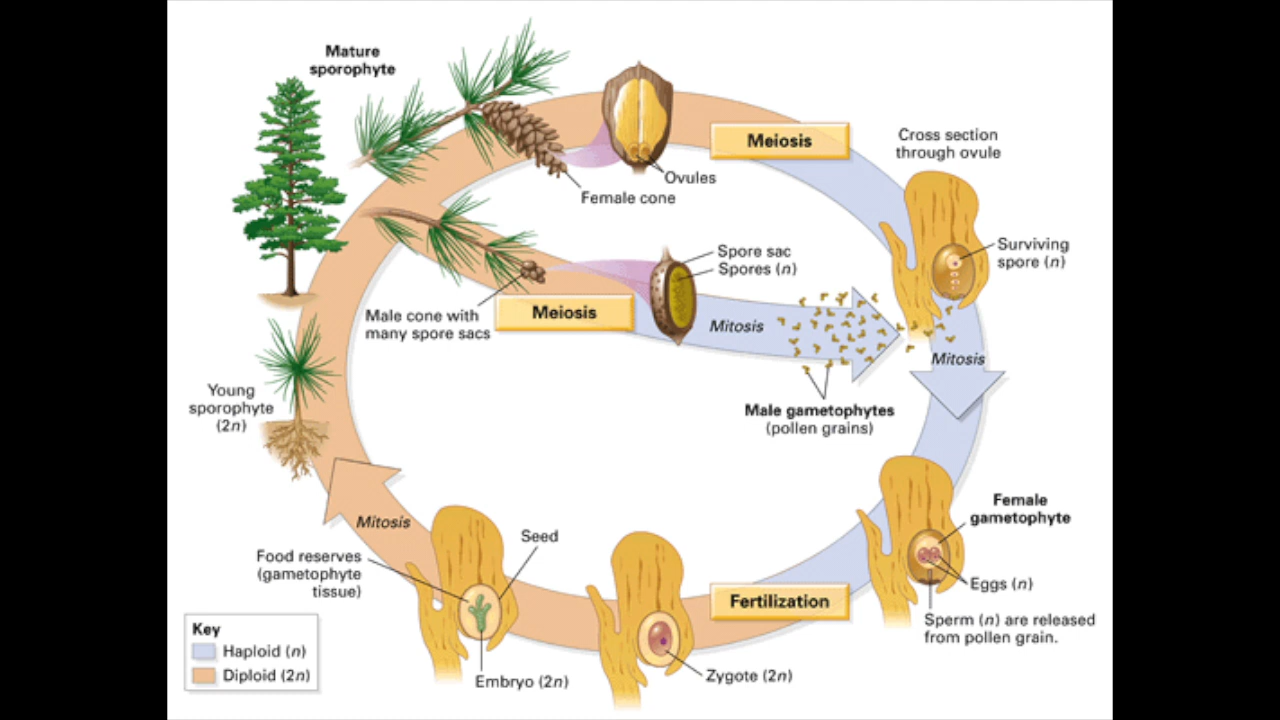 Mature
sporophyte
Meiosis
Cross section
through ovule
Ovules
Female cone
Surviving
spore (n)
Spore sac
Spores (n)
Male cone with
many spore sacs
Meiosis
Mitosis
Mitosis
Young
sporophyte
(2n)
Male gametophytes
(pollen grains)
Female
gametophyte
Mitosis
Seed
Food reserves
(gametophyte
tissue)
Eggs (n)
Fertilization
Sperm (n) are released
from pollen grain.
Key
Haploid (n)
Diploid (2n)
Embryo (2n)
Zygote (2n)